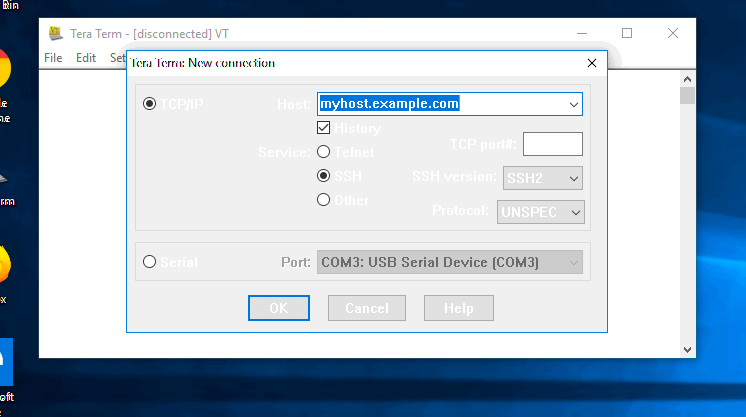 Bin
Tera Term - [disconnected] VT
File Edit Set
Tera Term: New connection
TCP/IP
Host: myhost.example.com
History
Service: Telnet
TCP port#:
SSH
SSH version: SSH2
Other
Protocol: UNSPEC
Serial
Port: COM3: USB Serial Device (COM3)
OK Cancel Help